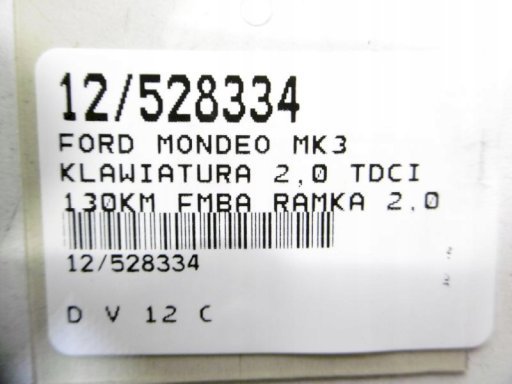 12/528334
FORD MONDEO MK3
KLAWIATURA 2,0 TDCI
130KM FMBA RAMKA 2.0
12/528334
D V 12 C